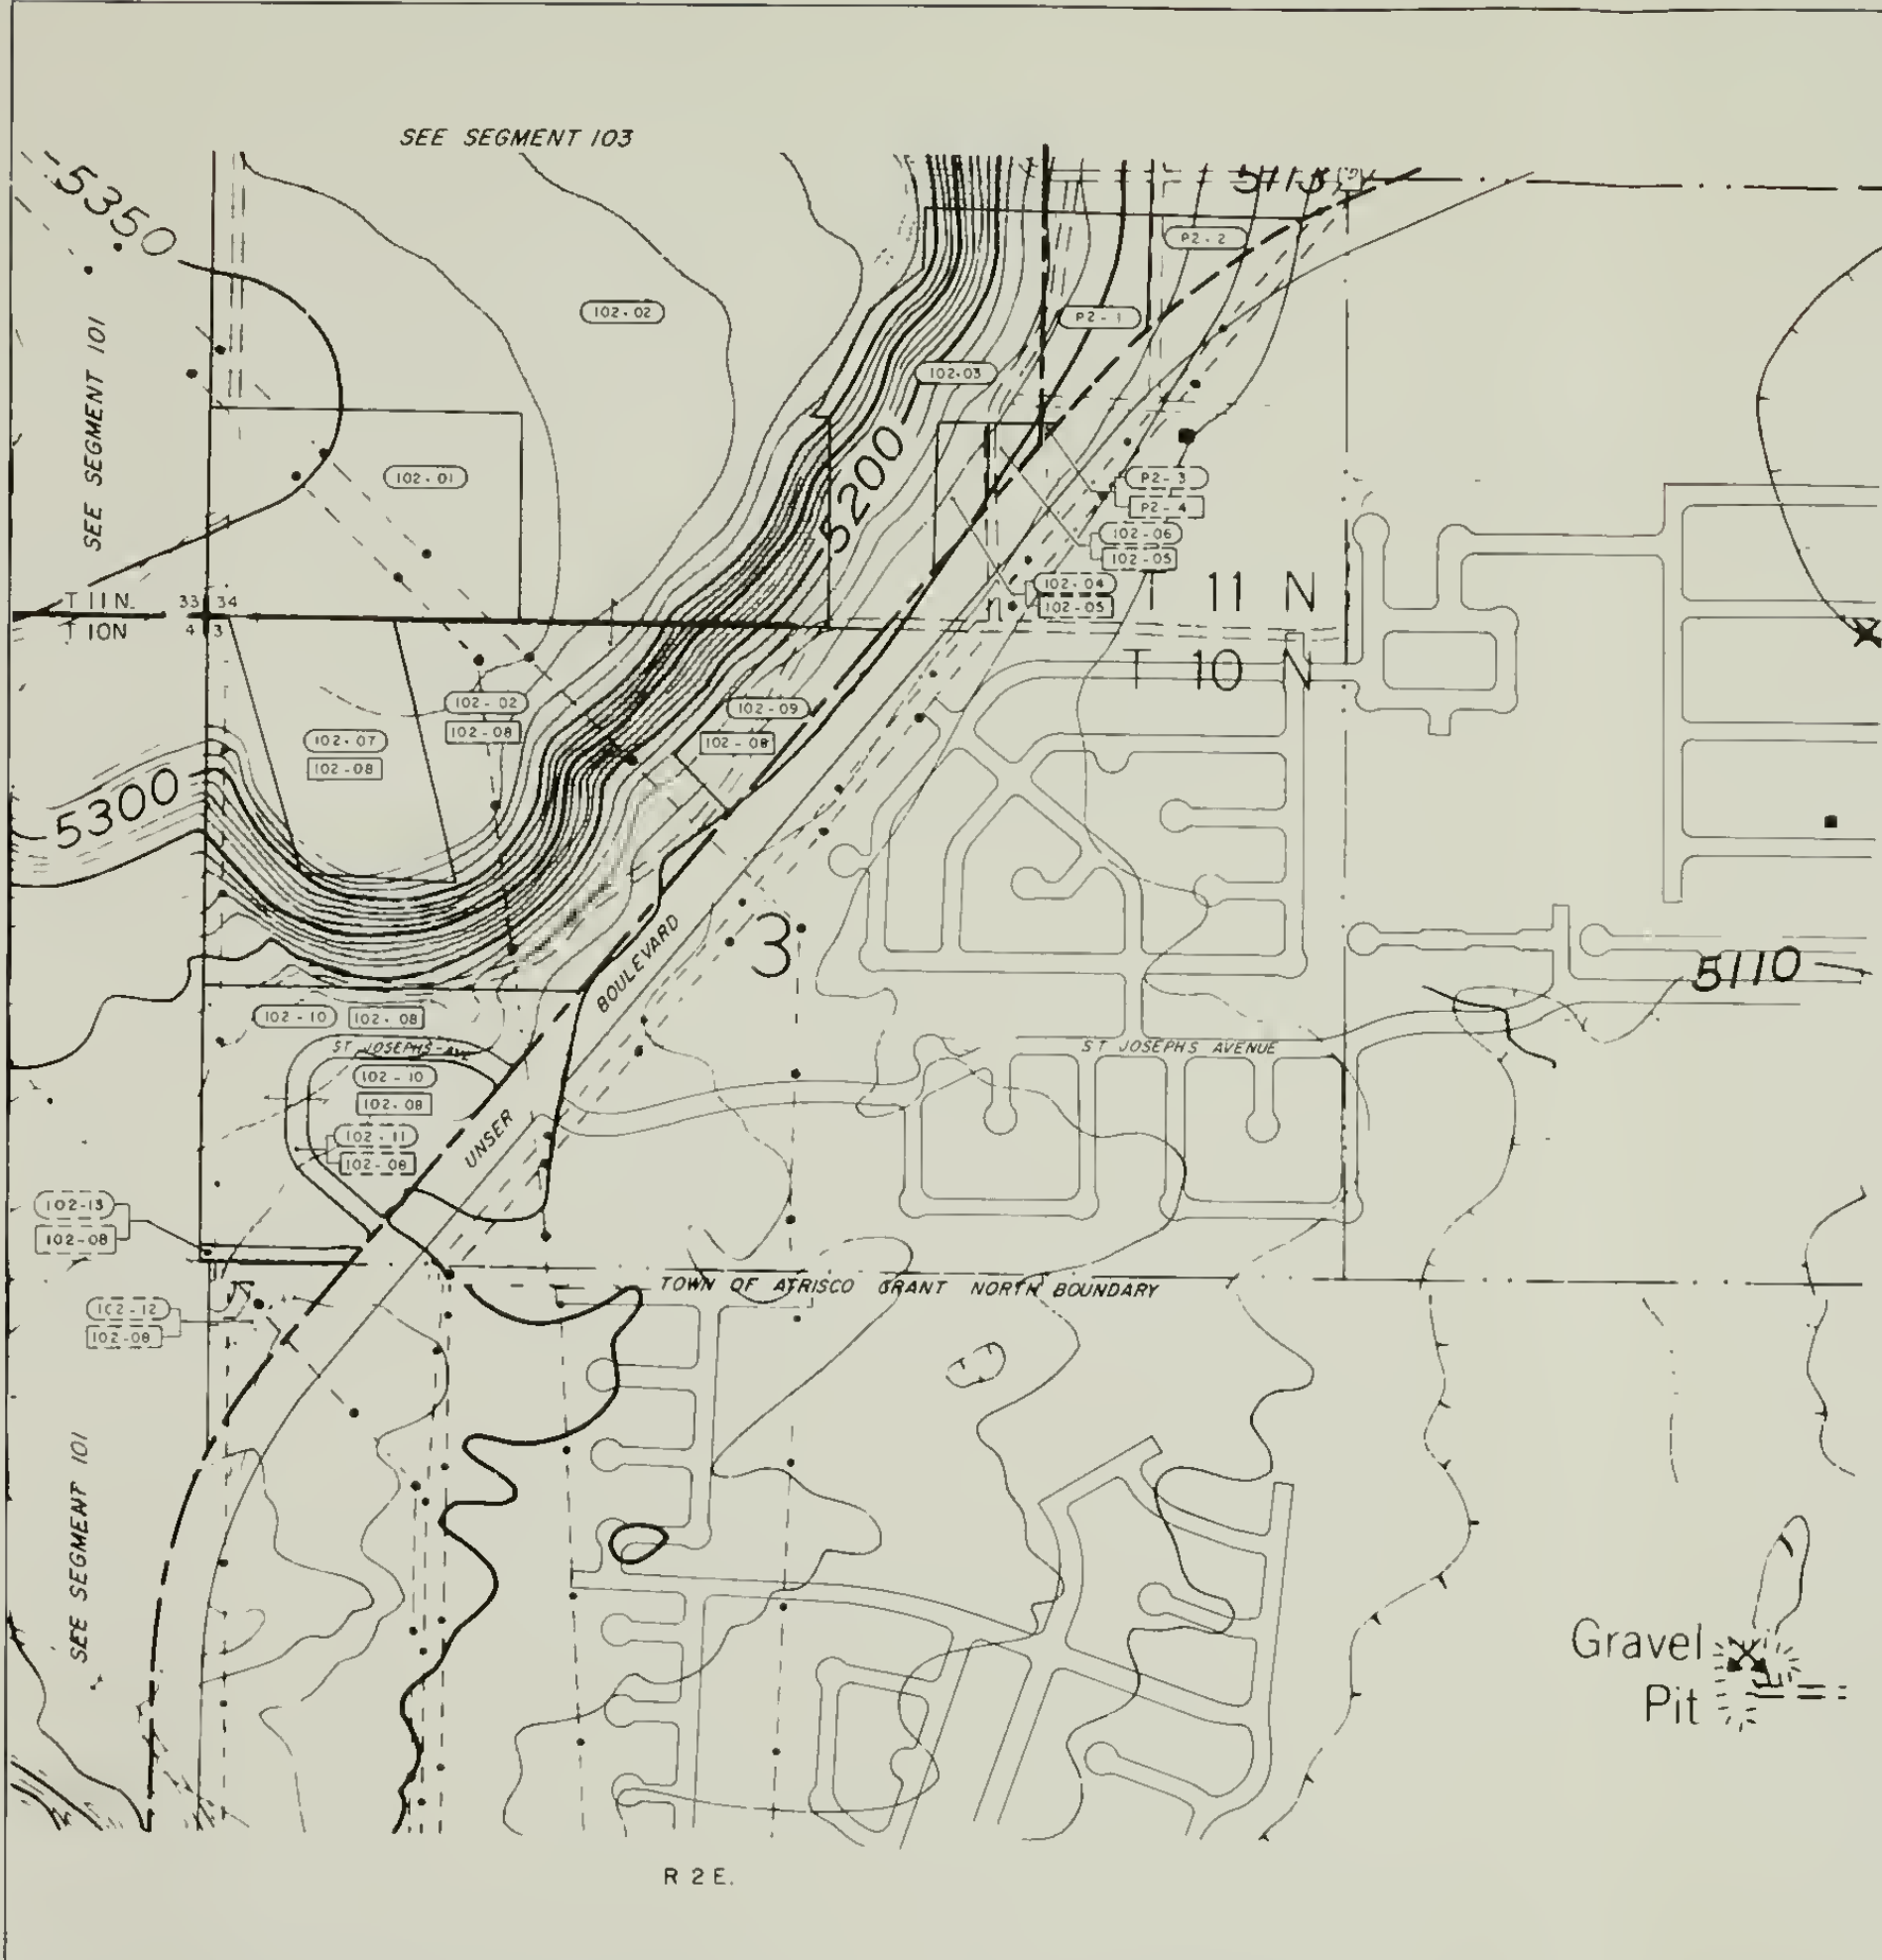 SEE SEGMENT 103
5350
5115
P2-2
102-02
P2-1
SEE SEGMENT 101
102-03
102-01
5200
P2-3
P2-4
102-06
102-05
102-04
102-05
T 11 N
T 11 N.
33 34
T 10N
4 3
T 10 N
102-02
102-08
102-09
102-08
102-07
102-08
5300
BOULEVARD
3
5110
102-10
102-08
ST JOSEPHS AVE
ST JOSEPHS AVENUE
102-10
102-08
102-11
102-08
UNSER
102-13
102-08
TOWN OF ATRISCO GRANT NORTH BOUNDARY
102-12
102-08
SEE SEGMENT 101
Gravel
Pit
R 2 E.